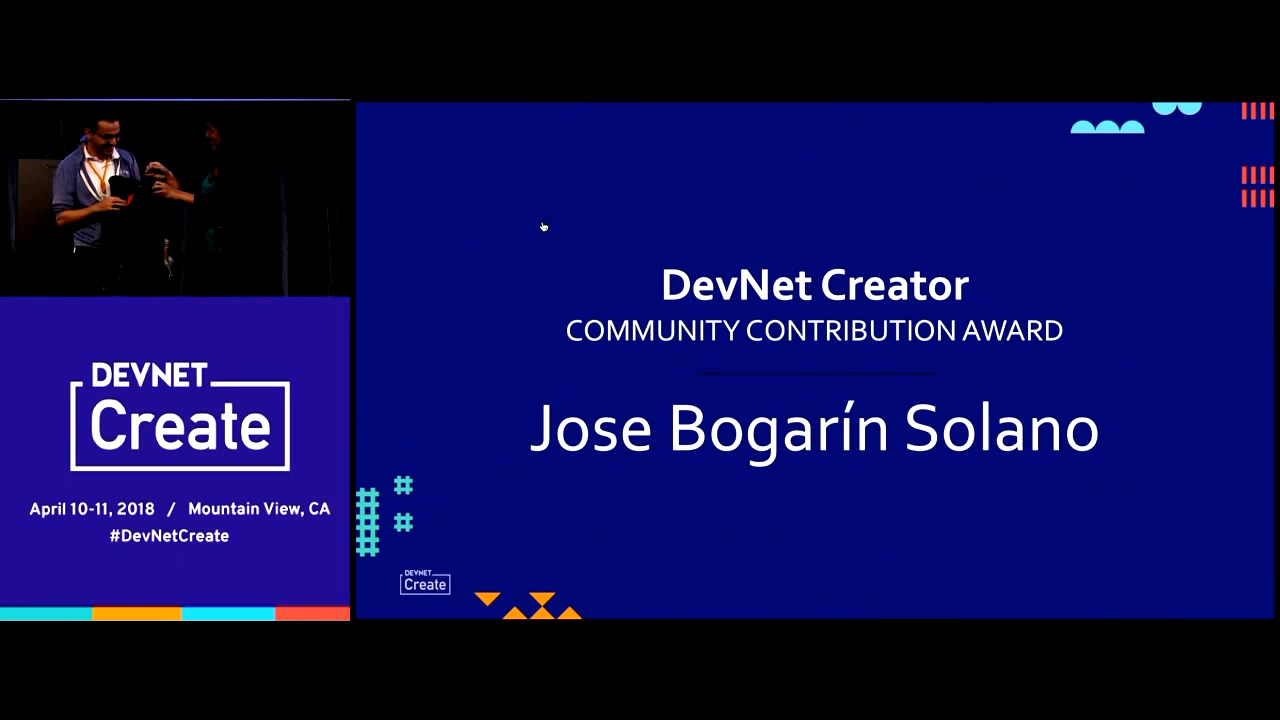 DEVNET
Create
April 10-11, 2018 / Mountain View, CA
#DevNetCreate
DevNet Creator
COMMUNITY CONTRIBUTION AWARD
Jose Bogarín Solano
DEVNET
Create